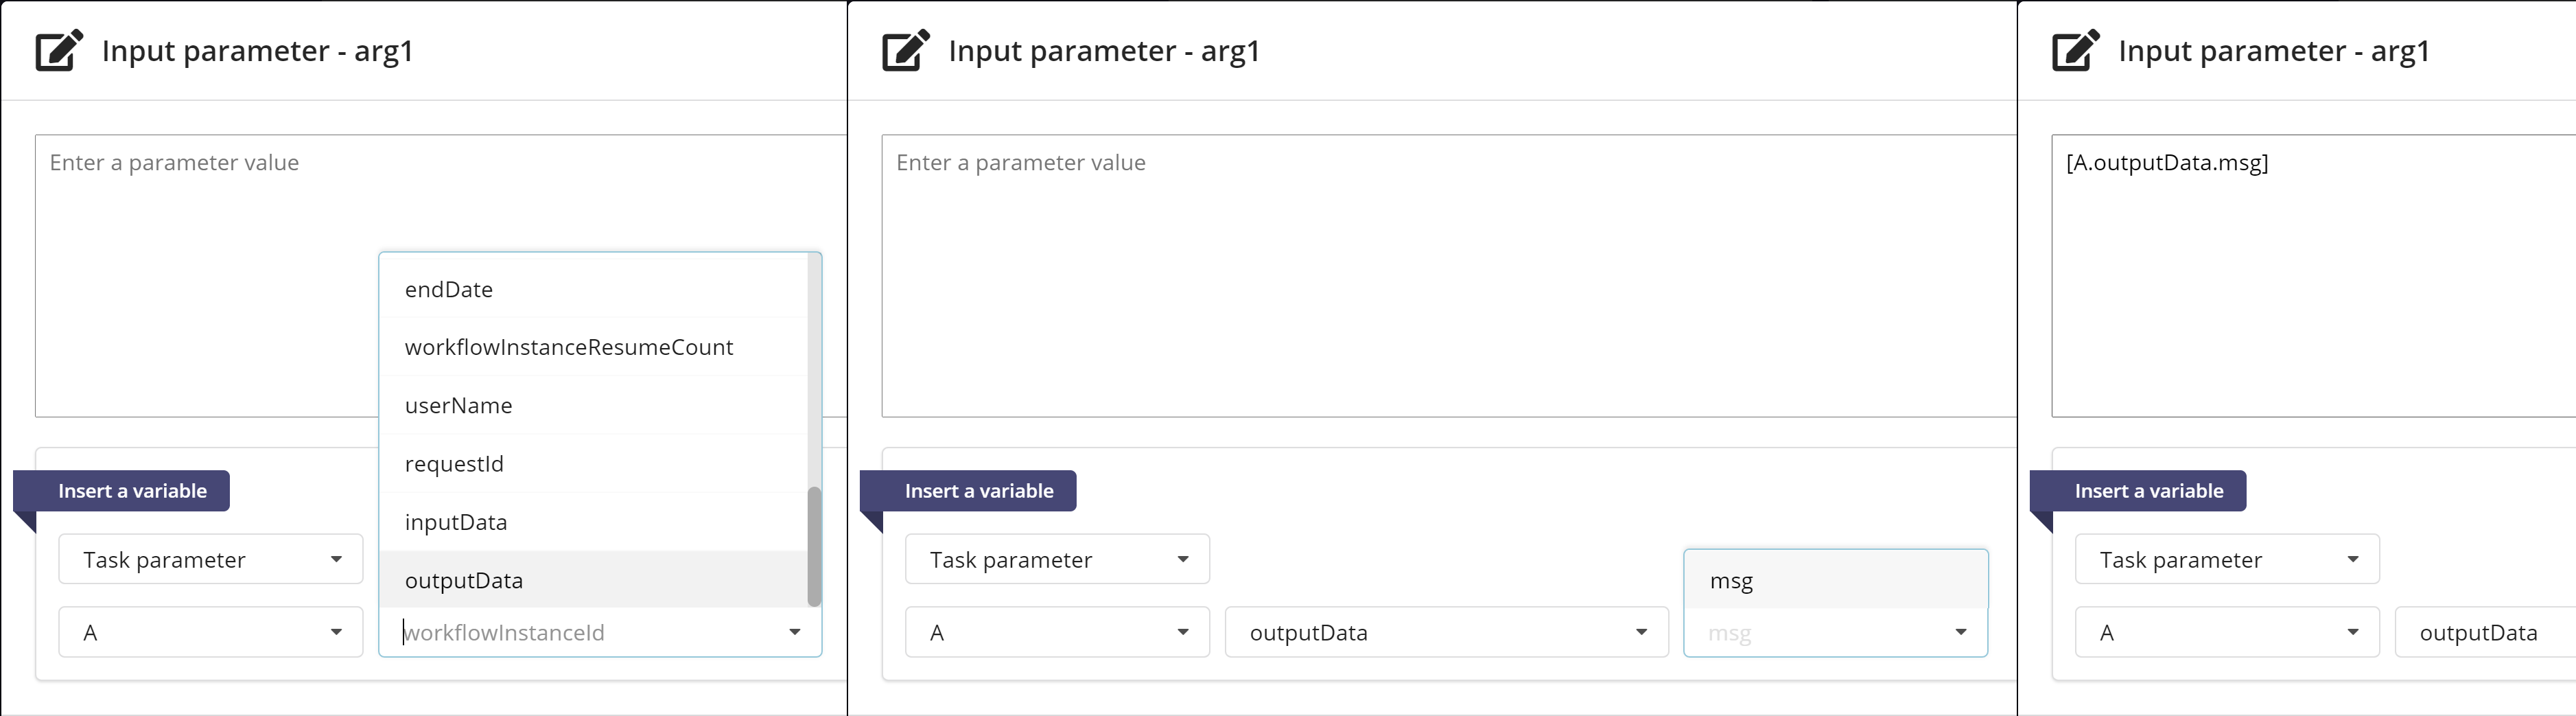 Input parameter - arg1
Enter a parameter value
endDate
workflowInstanceResumeCount
userName
requestId
inputData
outputData
Insert a variable
Task parameter
A
workflowInstanceId
Input parameter - arg1
Enter a parameter value
Insert a variable
Task parameter
msg
A
outputData
msg
Input parameter - arg1
[A.outputData.msg]
Insert a variable
Task parameter
A
outputData